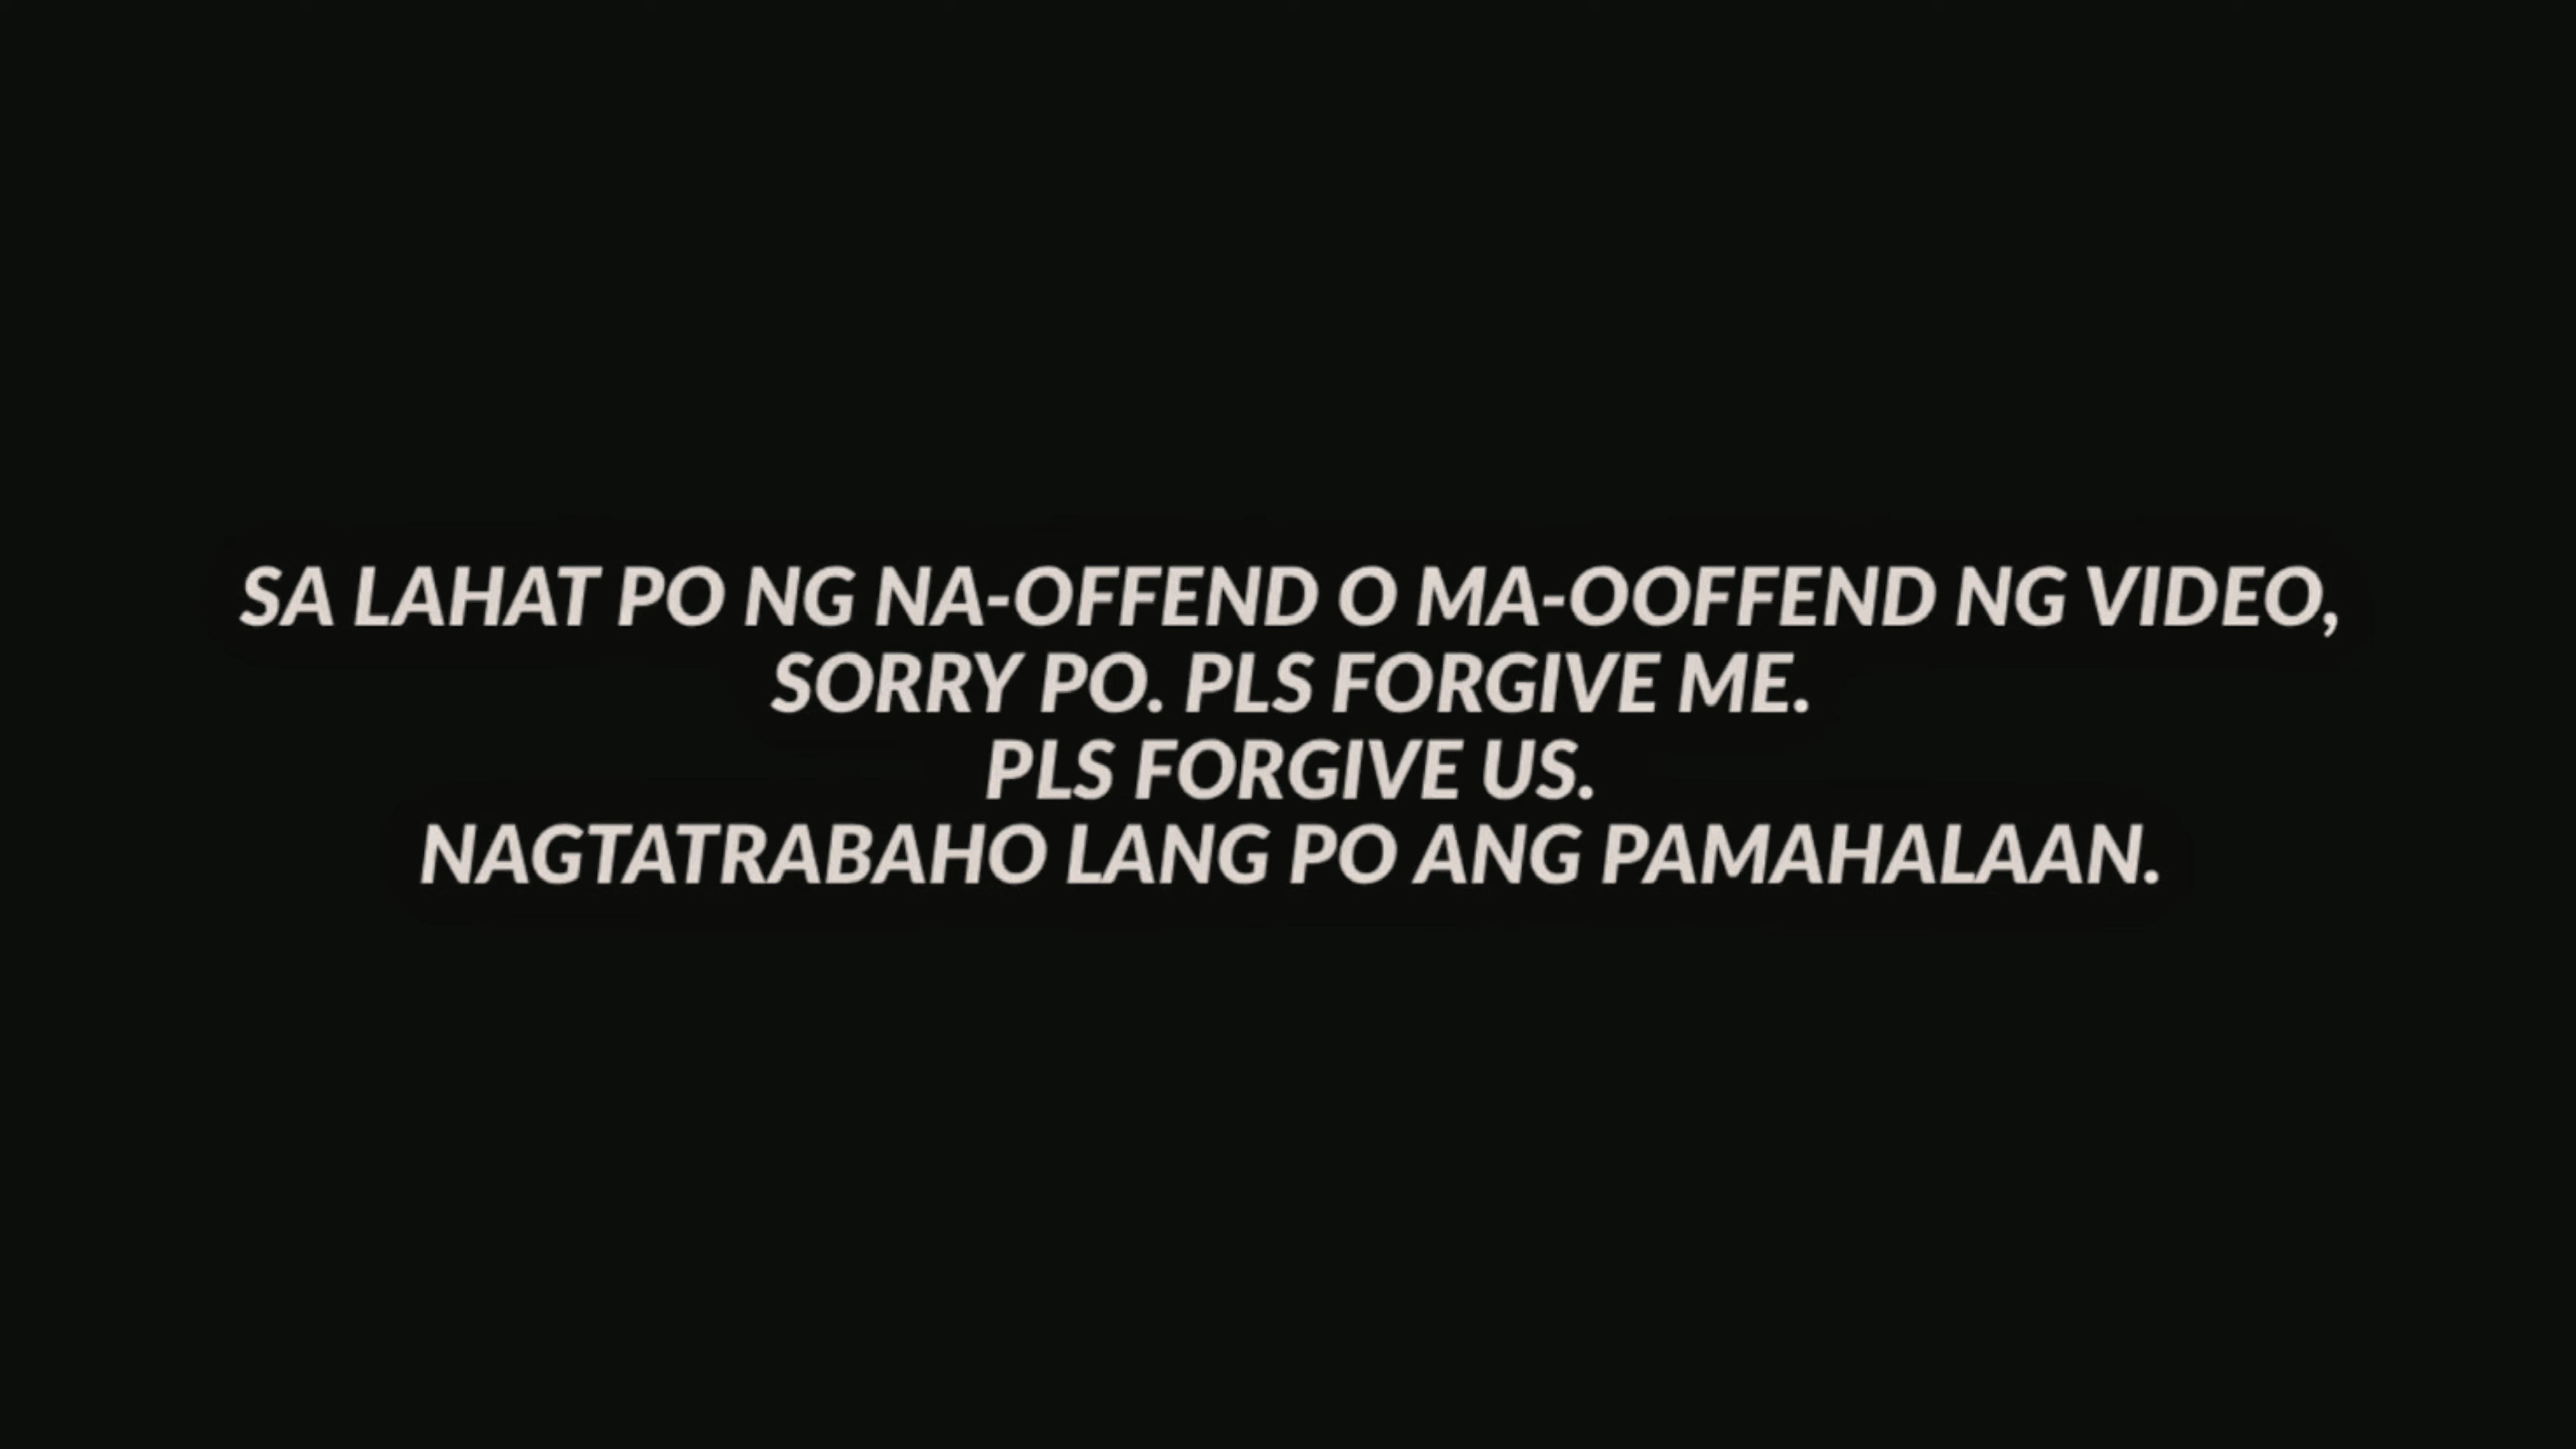 SA LAHAT PO NG NA-OFFEND O MA-OOFFEND NG VIDEO,
SORRY PO. PLS FORGIVE ME.
PLS FORGIVE US.
NAGTATRABAHO LANG PO ANG PAMAHALAAN.